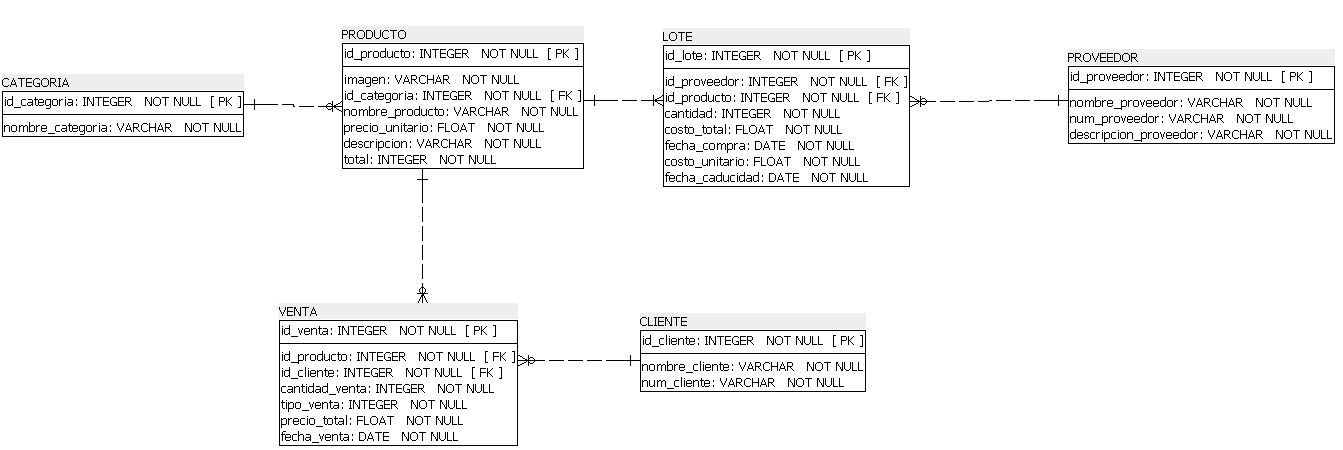 CATEGORIA
id_categoria: INTEGER NOT NULL [ PK ]
nombre_categoria: VARCHAR NOT NULL
PRODUCTO
id_producto: INTEGER NOT NULL [ PK ]
imagen: VARCHAR NOT NULL
id_categoria: INTEGER NOT NULL [ FK ]
nombre_producto: VARCHAR NOT NULL
precio_unitario: FLOAT NOT NULL
descripcion: VARCHAR NOT NULL
total: INTEGER NOT NULL
LOTE
id_lote: INTEGER NOT NULL [ PK ]
id_proveedor: INTEGER NOT NULL [ FK ]
id_producto: INTEGER NOT NULL [ FK ]
cantidad: INTEGER NOT NULL
costo_total: FLOAT NOT NULL
fecha_compra: DATE NOT NULL
costo_unitario: FLOAT NOT NULL
fecha_caducidad: DATE NOT NULL
PROVEEDOR
id_proveedor: INTEGER NOT NULL [ PK ]
nombre_proveedor: VARCHAR NOT NULL
num_proveedor: VARCHAR NOT NULL
descripcion_proveedor: VARCHAR NOT NULL
VENTA
id_venta: INTEGER NOT NULL [ PK ]
id_producto: INTEGER NOT NULL [ FK ]
id_cliente: INTEGER NOT NULL [ FK ]
cantidad_venta: INTEGER NOT NULL
tipo_venta: INTEGER NOT NULL
precio_total: FLOAT NOT NULL
fecha_venta: DATE NOT NULL
CLIENTE
id_cliente: INTEGER NOT NULL [ PK ]
nombre_cliente: VARCHAR NOT NULL
num_cliente: VARCHAR NOT NULL